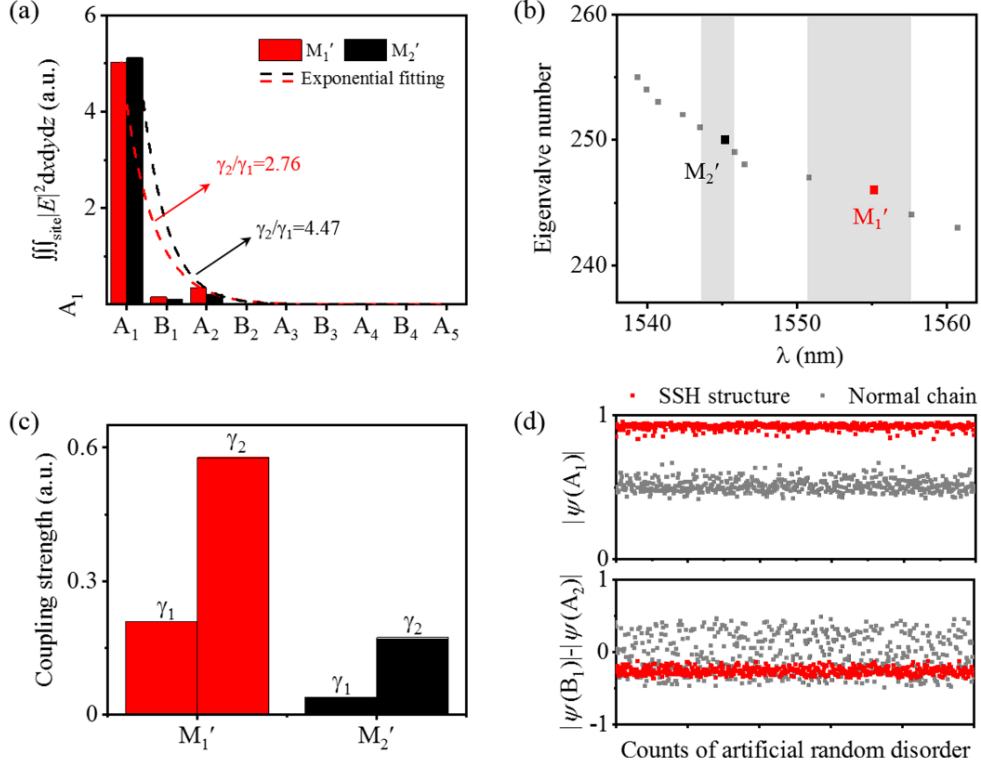 (a)
6
4
2
∭site|E|²dxdydz (a.u.)
A₁
M₁′ M₂′
Exponential fitting
γ₂/γ₁=2.76
γ₂/γ₁=4.47
A₁ B₁ A₂ B₂ A₃ B₃ A₄ B₄ A₅
(b)
260
250
240
Eigenvalve number
M₂′
M₁′
1540 1550 1560
λ (nm)
(c)
0.6
0.3
0
Coupling strength (a.u.)
γ₂
γ₁
γ₂
γ₁
M₁′ M₂′
SSH structure Normal chain
(d)
1
0
|ψ(A₁)|
1
0
-1
|ψ(B₁)|-|ψ(A₂)|
Counts of artificial random disorder